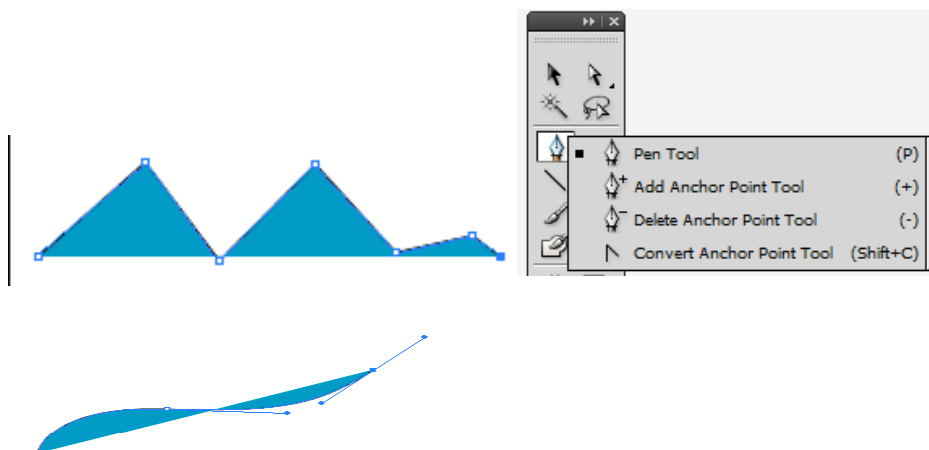 Pen Tool (P)
Add Anchor Point Tool (+)
Delete Anchor Point Tool (-)
Convert Anchor Point Tool (Shift+C)